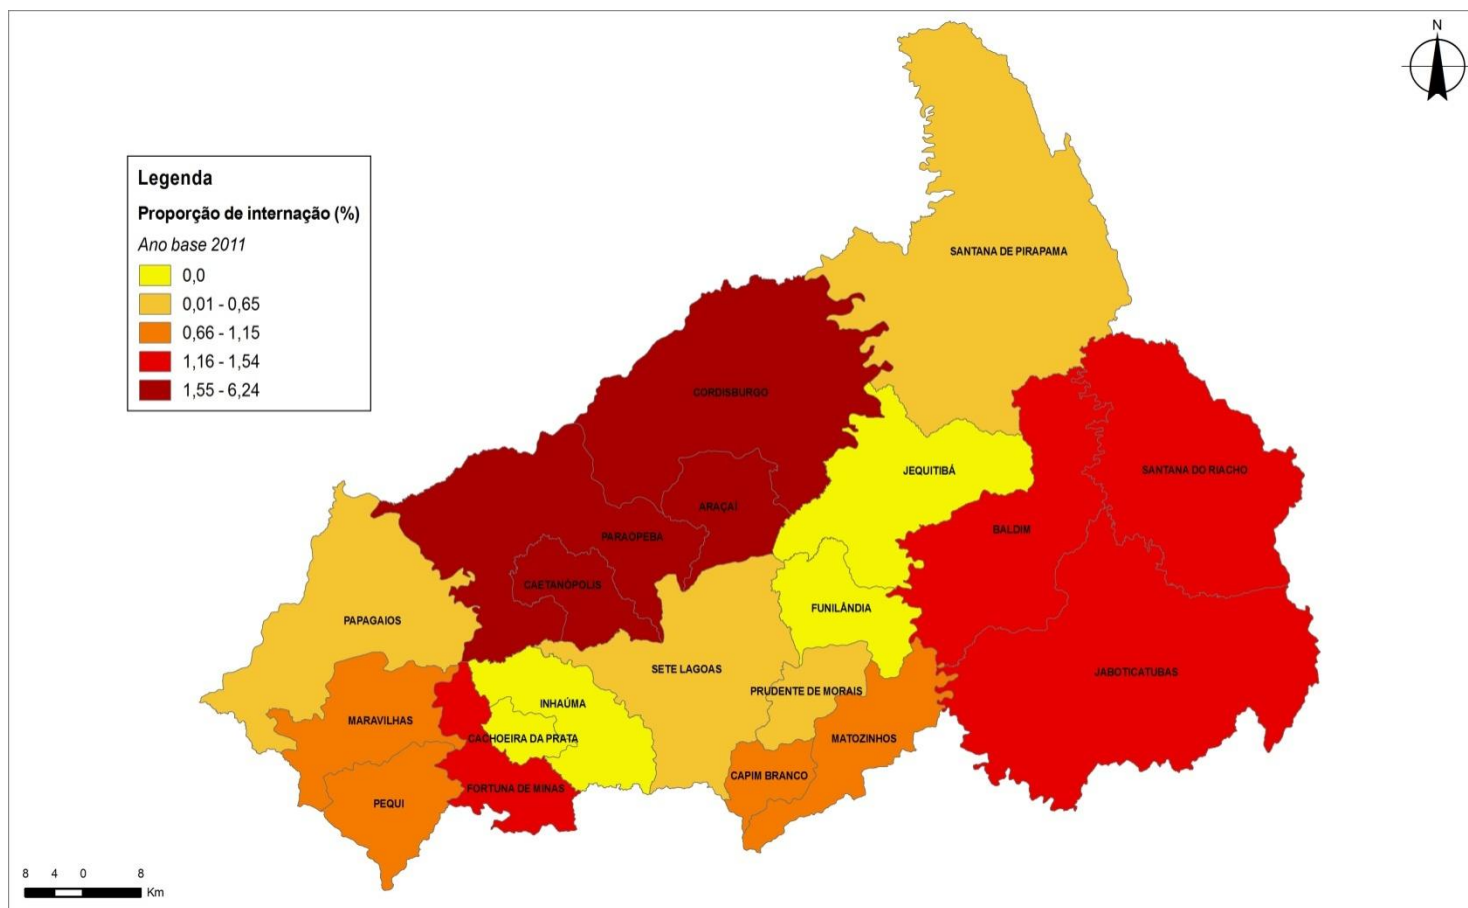 N
Legenda
Proporção de internação (%)
Ano base 2011
0,0
0,01 - 0,65
0,66 - 1,15
1,16 - 1,54
1,55 - 6,24
SANTANA DE PIRAPAMA
CORDISBURGO
JEQUITIBÁ
SANTANA DO RIACHO
ARAÇAÍ
BALDIM
PARAOPEBA
CAETANÓPOLIS
FUNILÂNDIA
PAPAGAIOS
SETE LAGOAS
JABOTICATUBAS
PRUDENTE DE MORAIS
INHAÚMA
MARAVILHAS
CACHOEIRA DA PRATA
MATOZINHOS
CAPIM BRANCO
FORTUNA DE MINAS
PEQUI
8 4 0 8
Km